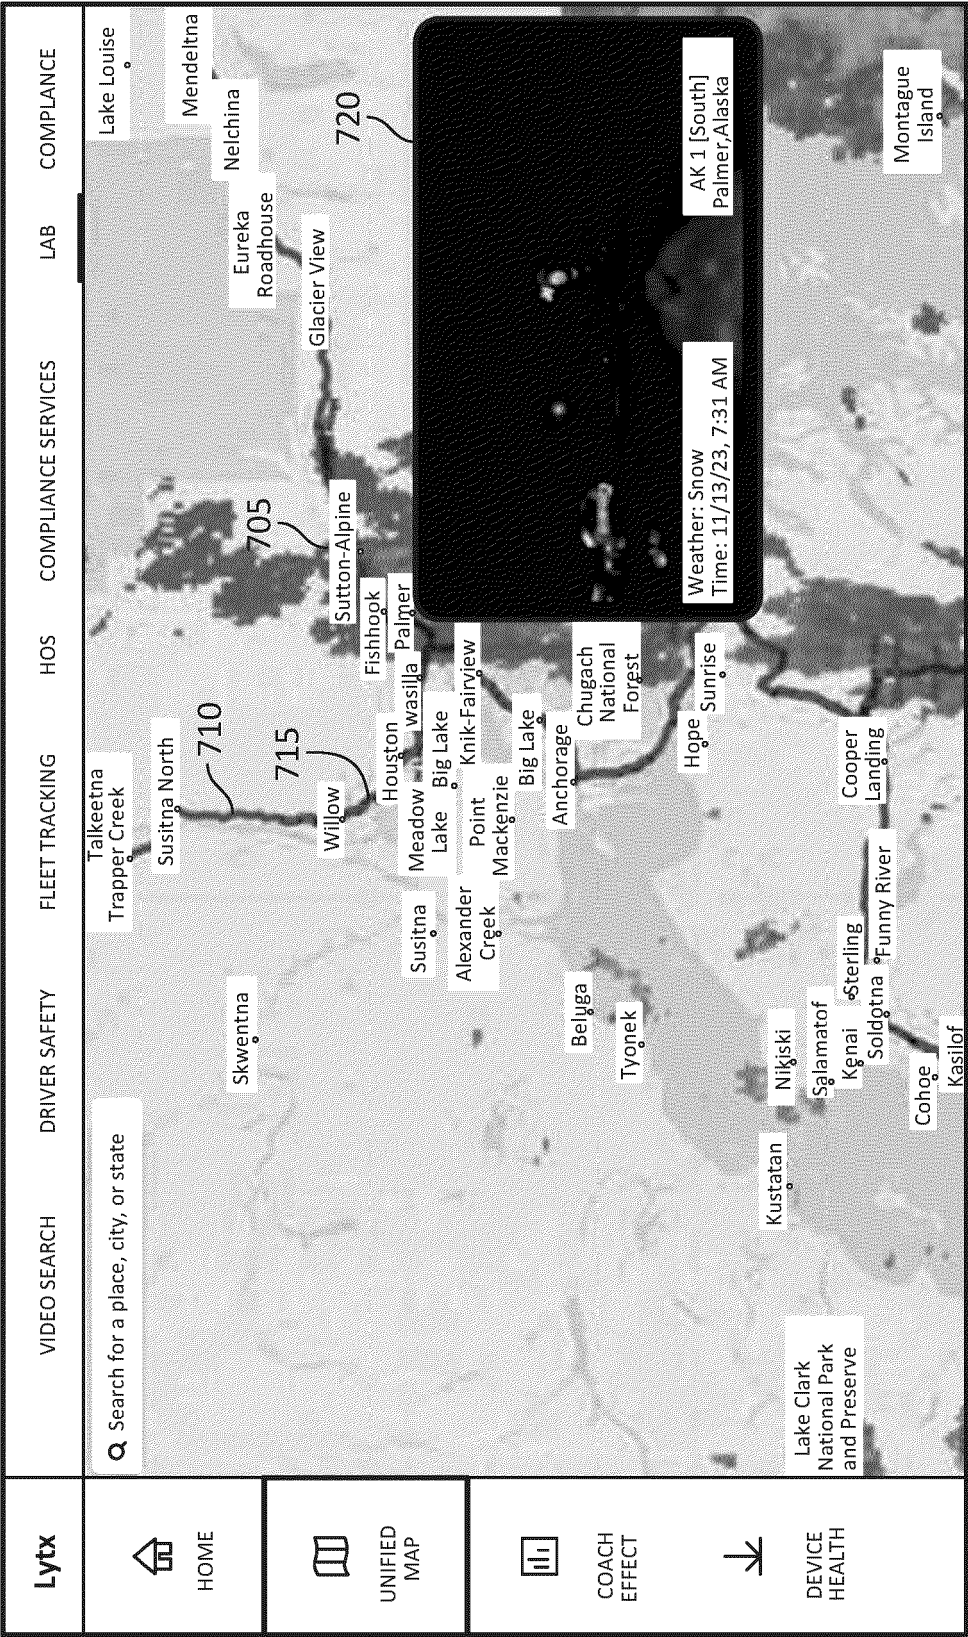 Lytx
VIDEO SEARCH
DRIVER SAFETY
FLEET TRACKING
HOS
COMPLIANCE SERVICES
LAB
COMPLIANCE
HOME
UNIFIED
MAP
COACH
EFFECT
DEVICE
HEALTH
Search for a place, city, or state
Talkeetna
Trapper Creek
Susitna North
710
Skwentna
Lake Louise
Mendeltna
Nelchina
Eureka
Roadhouse
Glacier View
705
715
720
Willow
Sutton-Alpine
Fishhook
Palmer
Houston
wasilla
Meadow
Lake
Big Lake
Knik-Fairview
Susitna
Alexander
Creek
Point
Mackenzie
Big Lake
Anchorage
Chugach
National
Forest
Beluga
Tyonek
Hope
Sunrise
AK 1 [South]
Palmer,Alaska
Weather: Snow
Time: 11/13/23, 7:31 AM
Kustatan
Nikiski
Salamatof
Kenai
Soldotna
Sterling
Funny River
Cooper
Landing
Cohoe
Kasilof
Montague
Island
Lake Clark
National Park
and Preserve